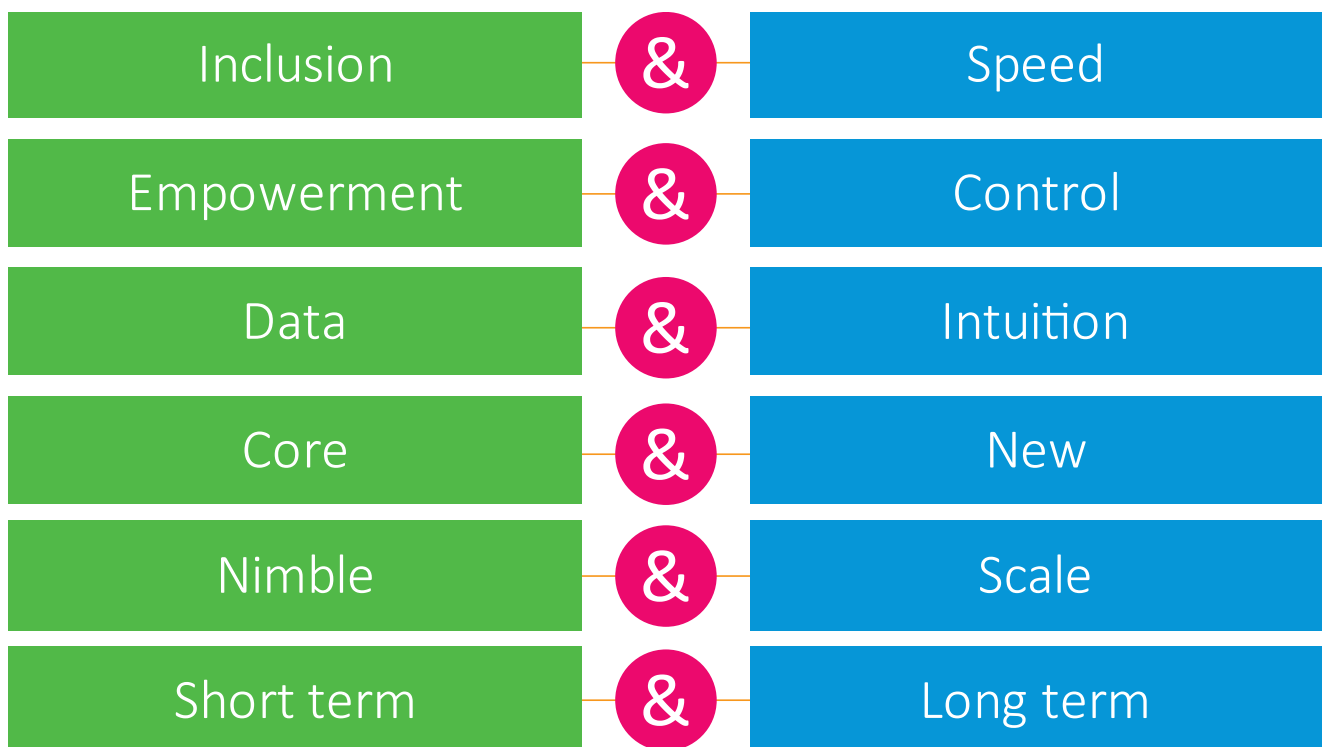 Inclusion & Speed
Empowerment & Control
Data & Intuition
Core & New
Nimble & Scale
Short term & Long term